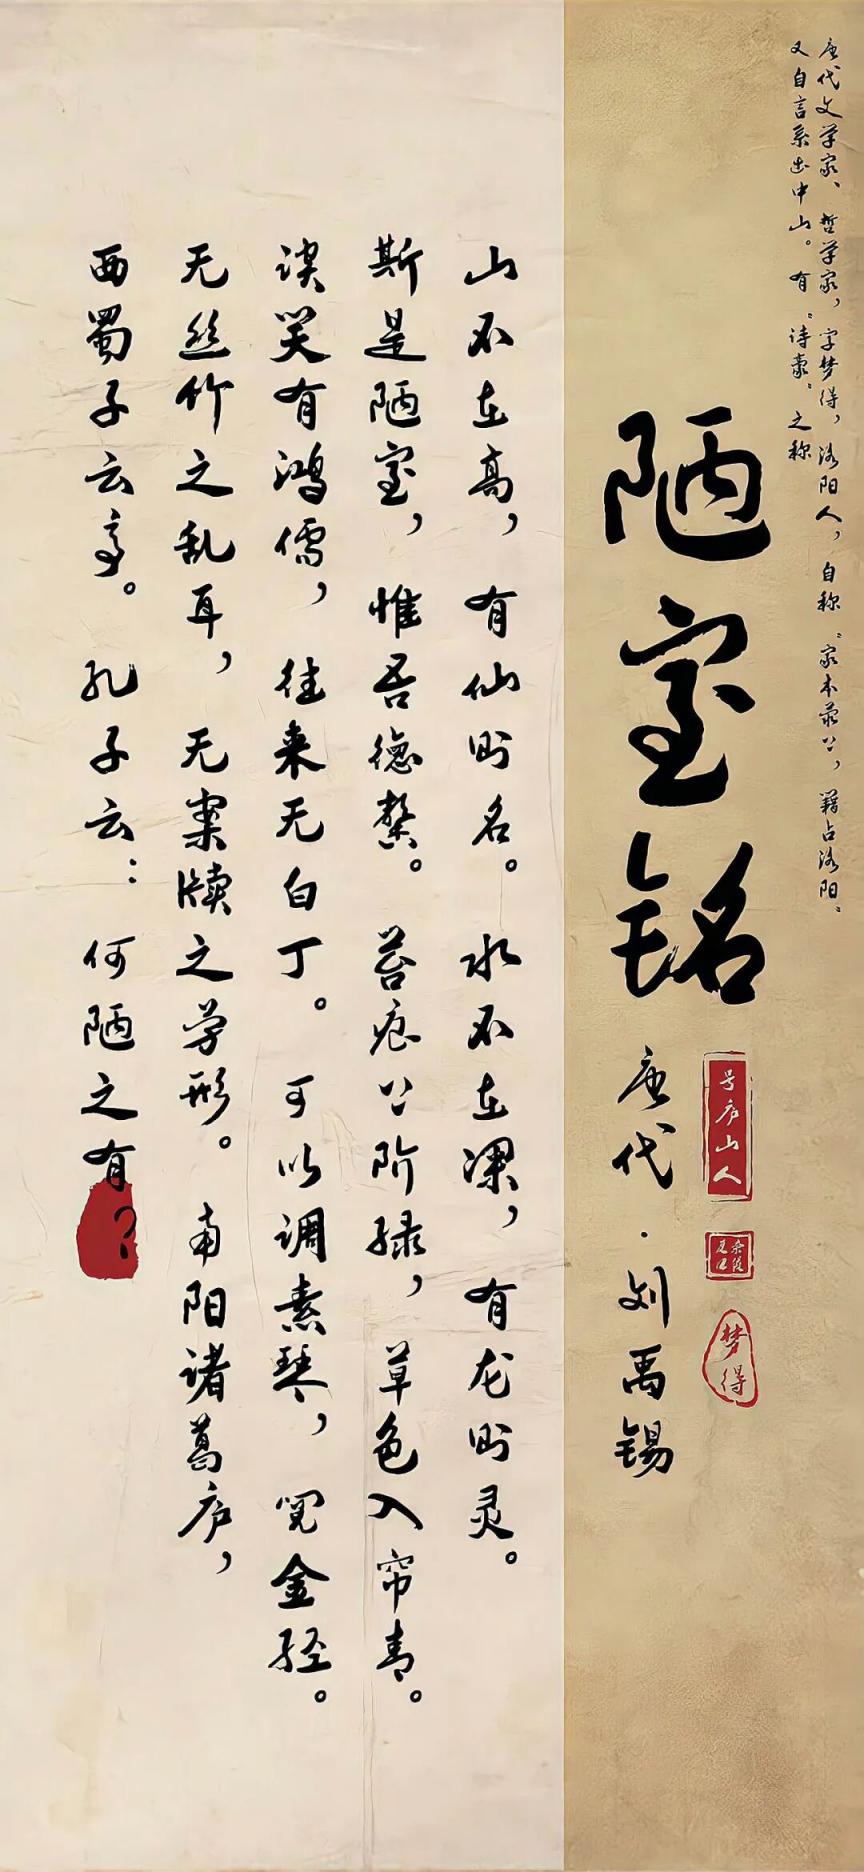 唐代文学家、哲学家，字梦得，洛阳人，自称“家本荥上，籍占洛阳”
又自言系出中山。有“诗豪”之称
陋室铭
唐代·刘禹锡
号庐山人
梦得
山不在高，有仙则名。水不在深，有龙则灵。
斯是陋室，惟吾德馨。苔痕上阶绿，草色入帘青。
谈笑有鸿儒，往来无白丁。可以调素琴，阅金经。
无丝竹之乱耳，无案牍之劳形。南阳诸葛庐，
西蜀子云亭。孔子云：何陋之有？